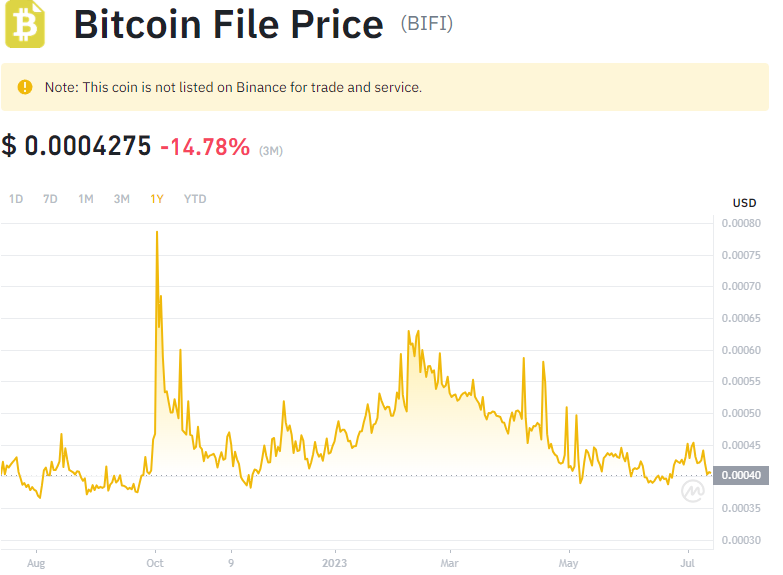 Bitcoin File Price (BIFI)
Note: This coin is not listed on Binance for trade and service.
$ 0.0004275 -14.78% (3M)
1D 7D 1M 3M 1Y YTD
USD
0.00080
0.00075
0.00070
0.00065
0.00060
0.00055
0.00050
0.00045
0.00040
0.00035
0.00030
Aug Oct 9 2023 Mar May Jul